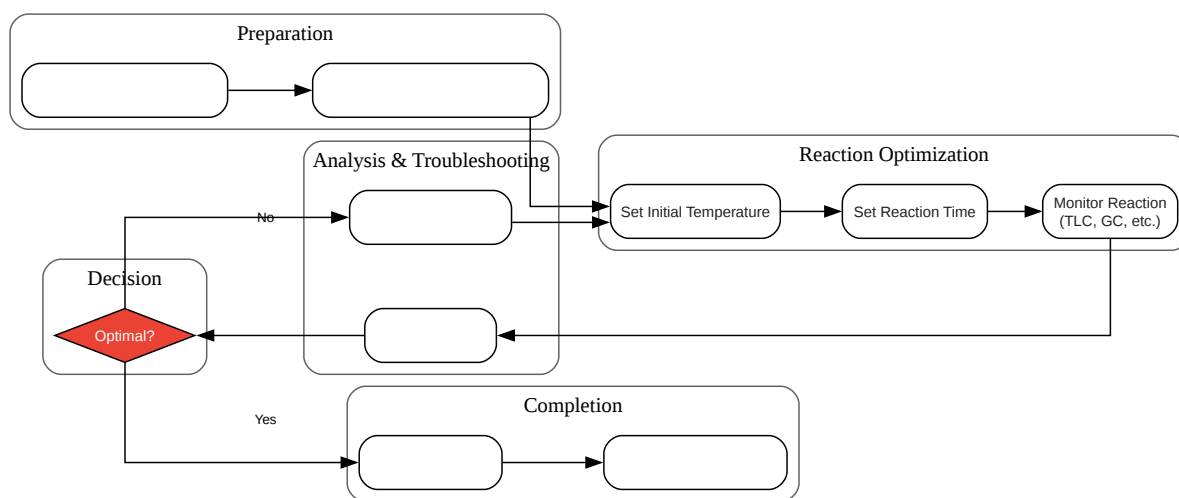 Preparation
Analysis & Troubleshooting
Reaction Optimization
Set Initial Temperature
Set Reaction Time
Monitor Reaction
(TLC, GC, etc.)
No
Decision
Optimal?
Yes
Completion